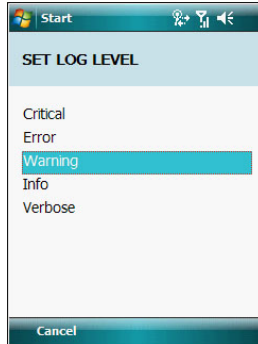 Start
SET LOG LEVEL
Critical
Error
Warning
Info
Verbose
Cancel